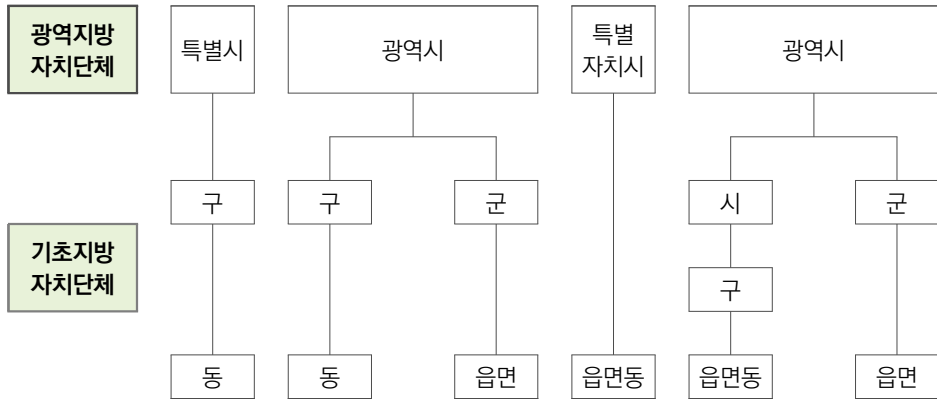 광역지방
자치단체
특별시
광역시
특별
자치시
광역시
구
구
군
시
군
기초지방
자치단체
구
동
동
읍면
읍면동
읍면동
읍면